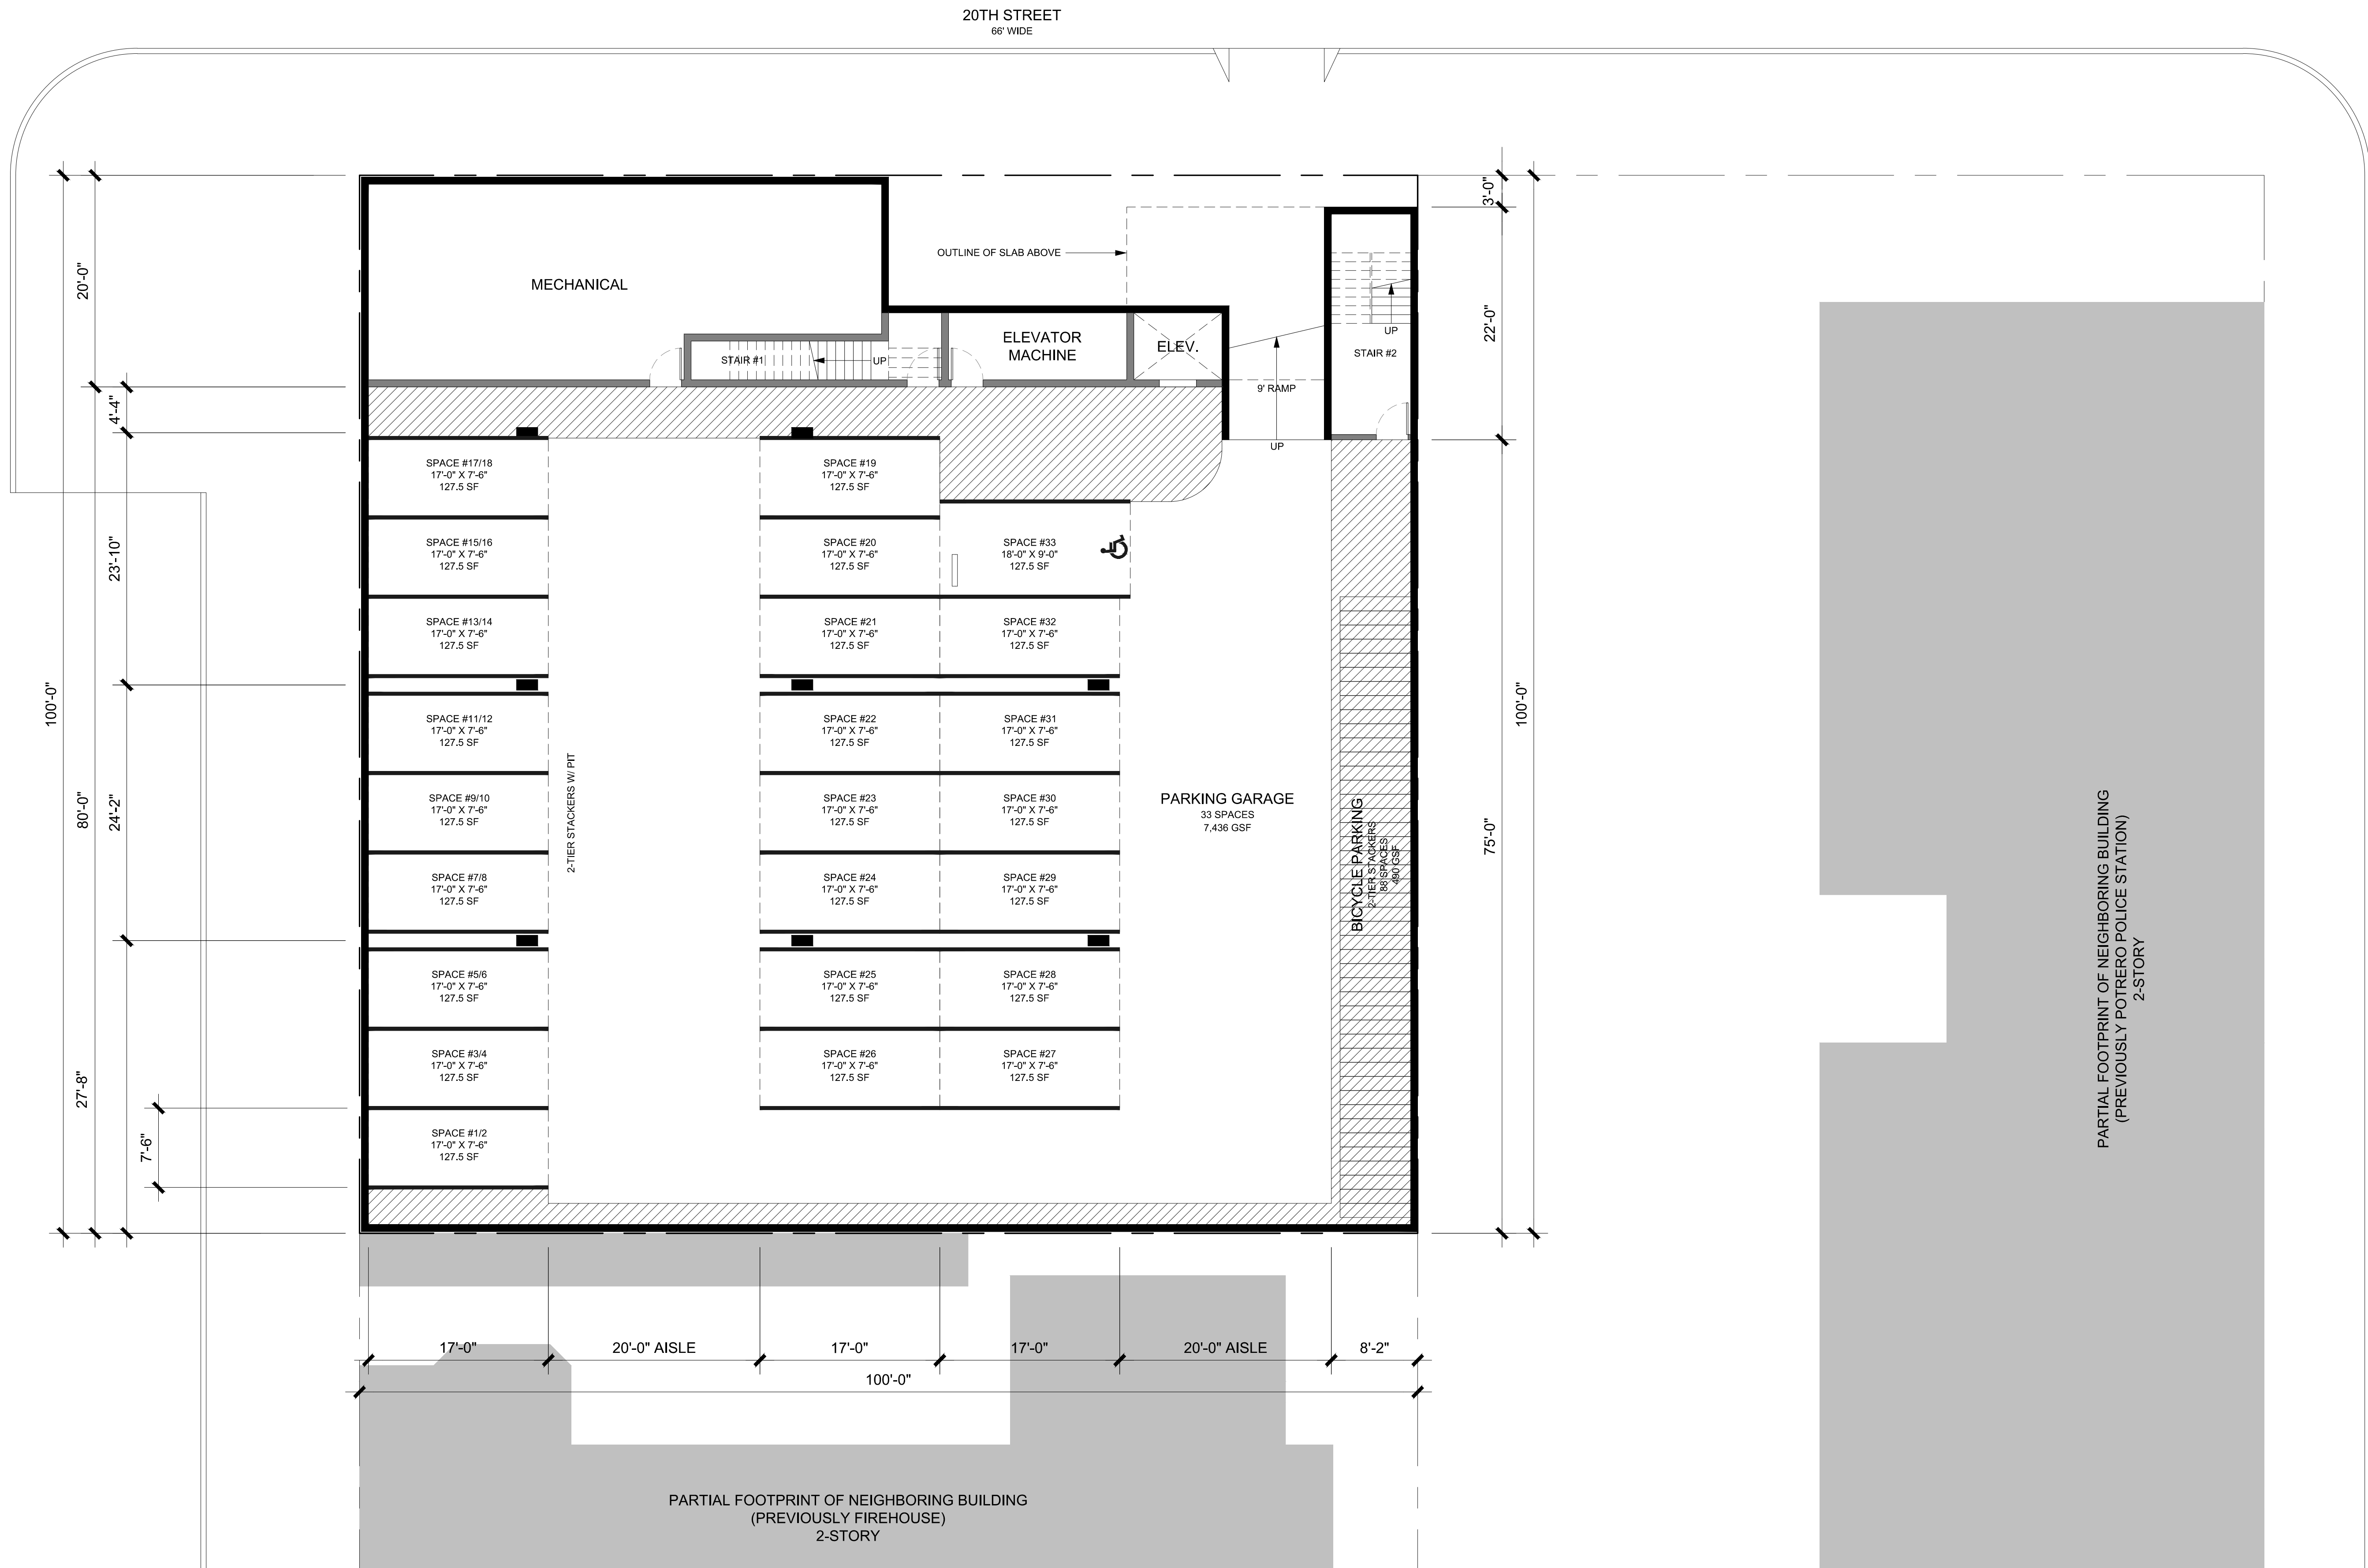 20TH STREET
66' WIDE
3'-0"
OUTLINE OF SLAB ABOVE
20'-0"
MECHANICAL
22'-0"
UP
ELEVATOR
MACHINE
ELEV.
STAIR #1
UP
STAIR #2
9' RAMP
UP
4'-4"
SPACE #17/18
17'-0" X 7'-6"
127.5 SF
SPACE #19
17'-0" X 7'-6"
127.5 SF
23'-10"
SPACE #15/16
17'-0" X 7'-6"
127.5 SF
SPACE #20
17'-0" X 7'-6"
127.5 SF
SPACE #33
18'-0" X 9'-0"
127.5 SF
SPACE #13/14
17'-0" X 7'-6"
127.5 SF
SPACE #21
17'-0" X 7'-6"
127.5 SF
SPACE #32
17'-0" X 7'-6"
127.5 SF
100'-0"
100'-0"
SPACE #11/12
17'-0" X 7'-6"
127.5 SF
SPACE #22
17'-0" X 7'-6"
127.5 SF
SPACE #31
17'-0" X 7'-6"
127.5 SF
80'-0"
24'-2"
SPACE #9/10
17'-0" X 7'-6"
127.5 SF
2-TIER STACKERS W/ PIT
SPACE #23
17'-0" X 7'-6"
127.5 SF
SPACE #30
17'-0" X 7'-6"
127.5 SF
PARKING GARAGE
33 SPACES
7,436 GSF
BICYCLE PARKING
2-TIER STACKERS
88 SPACES
490 GSF
75'-0"
SPACE #7/8
17'-0" X 7'-6"
127.5 SF
SPACE #24
17'-0" X 7'-6"
127.5 SF
SPACE #29
17'-0" X 7'-6"
127.5 SF
PARTIAL FOOTPRINT OF NEIGHBORING BUILDING
(PREVIOUSLY POTRERO POLICE STATION)
2-STORY
SPACE #5/6
17'-0" X 7'-6"
127.5 SF
SPACE #25
17'-0" X 7'-6"
127.5 SF
SPACE #28
17'-0" X 7'-6"
127.5 SF
27'-8"
SPACE #3/4
17'-0" X 7'-6"
127.5 SF
SPACE #26
17'-0" X 7'-6"
127.5 SF
SPACE #27
17'-0" X 7'-6"
127.5 SF
7'-6"
SPACE #1/2
17'-0" X 7'-6"
127.5 SF
17'-0"
20'-0" AISLE
17'-0"
17'-0"
20'-0" AISLE
8'-2"
100'-0"
PARTIAL FOOTPRINT OF NEIGHBORING BUILDING
(PREVIOUSLY FIREHOUSE)
2-STORY